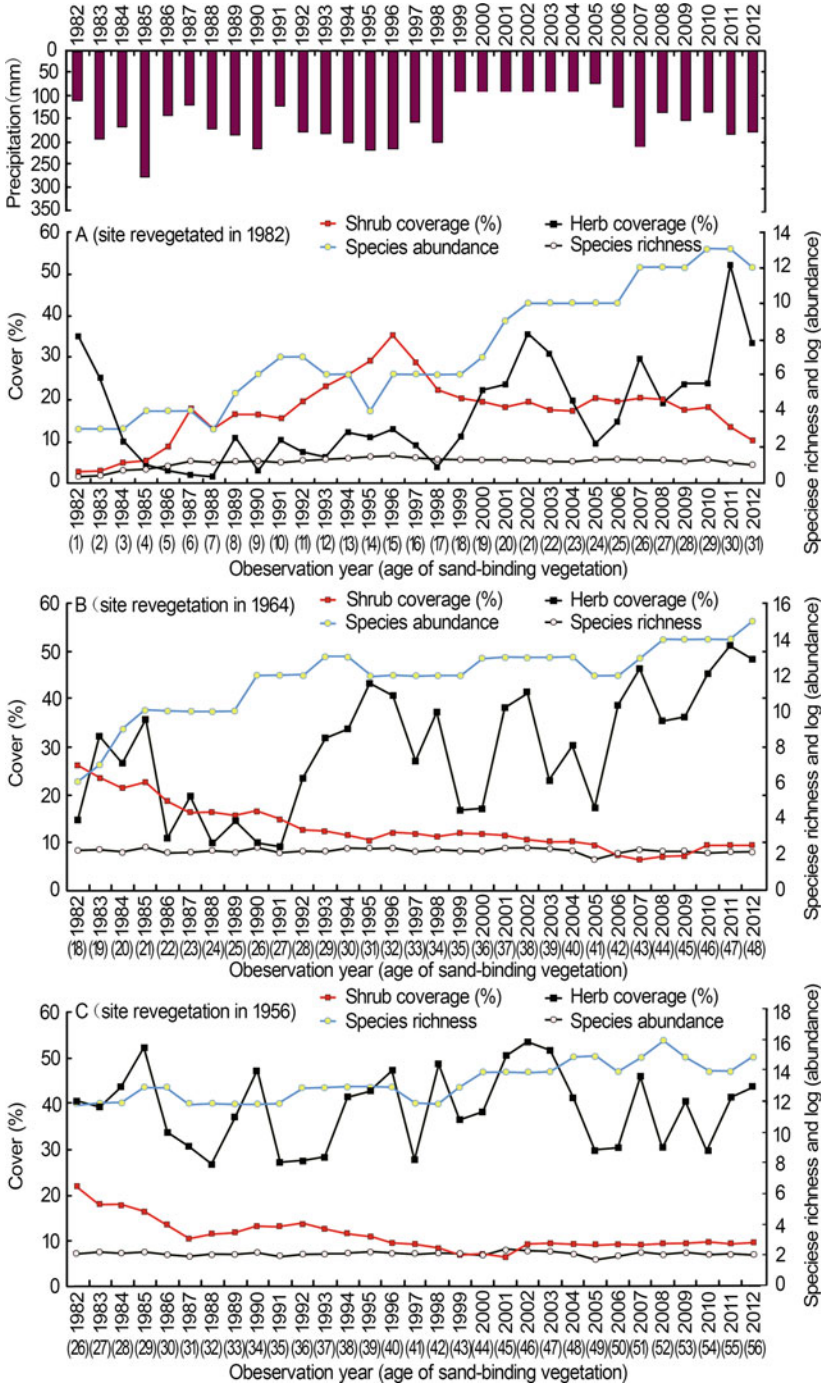 1982 1983 1984 1985 1986 1987 1988 1989 1990 1991 1992 1993 1994 1995 1996 1997 1998 1999 2000 2001 2002 2003 2004 2005 2006 2007 2008 2009 2010 2011 2012
Precipitation(mm)
0
50
100
150
200
250
300
350
A (site revegetated in 1982)
Shrub coverage (%)
Herb coverage (%)
Species abundance
Species richness
Cover (%)
60
50
40
30
20
10
0
14
12
10
8
6
4
2
0
Speciese richness and log (abundance)
1982 1983 1984 1985 1986 1987 1988 1989 1990 1991 1992 1993 1994 1995 1996 1997 1998 1999 2000 2001 2002 2003 2004 2005 2006 2007 2008 2009 2010 2011 2012
(1) (2) (3) (4) (5) (6) (7) (8) (9) (10) (11) (12) (13) (14) (15) (16) (17) (18) (19) (20) (21) (22) (23) (24) (25) (26) (27) (28) (29) (30) (31)
Obeservation year (age of sand-binding vegetation)
B (site revegetation in 1964)
Shrub coverage (%)
Herb coverage (%)
Species abundance
Species richness
Cover (%)
60
50
40
30
20
10
0
16
14
12
10
8
6
4
2
0
Speciese richness and log (abundance)
1982 1983 1984 1985 1986 1987 1988 1989 1990 1991 1992 1993 1994 1995 1996 1997 1998 1999 2000 2001 2002 2003 2004 2005 2006 2007 2008 2009 2010 2011 2012
(18) (19) (20) (21) (22) (23) (24) (25) (26) (27) (28) (29) (30) (31) (32) (33) (34) (35) (36) (37) (38) (39) (40) (41) (42) (43) (44) (45) (46) (47) (48)
Obeservation year (age of sand-binding vegetation)
C (site revegetation in 1956)
Shrub coverage (%)
Herb coverage (%)
Species richness
Species abundance
Cover (%)
60
50
40
30
20
10
0
18
16
14
12
10
8
6
4
2
0
Speciese richness and log (abundance)
1982 1983 1984 1985 1986 1987 1988 1989 1990 1991 1992 1993 1994 1995 1996 1997 1998 1999 2000 2001 2002 2003 2004 2005 2006 2007 2008 2009 2010 2011 2012
(26) (27) (28) (29) (30) (31) (32) (33) (34) (35) (36) (37) (38) (39) (40) (41) (42) (43) (44) (45) (46) (47) (48) (49) (50) (51) (52) (53) (54) (55) (56)
Obeservation year (age of sand-binding vegetation)